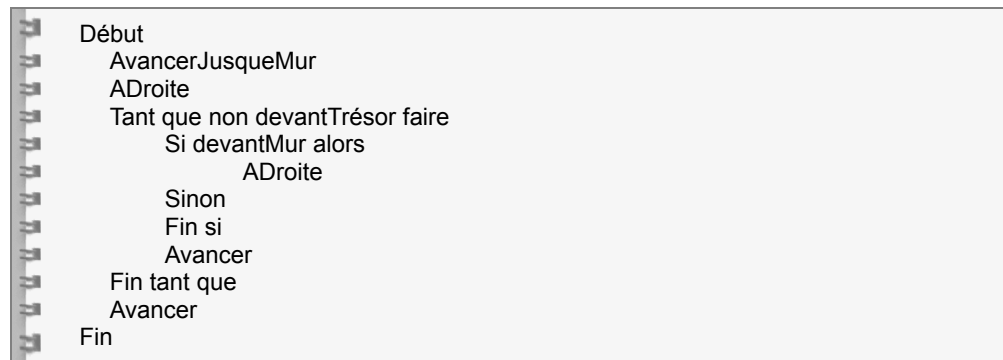 Début
AvancerJusqueMur
ADroite
Tant que non devantTrésor faire
Si devantMur alors
ADroite
Sinon
Fin si
Avancer
Fin tant que
Avancer
Fin